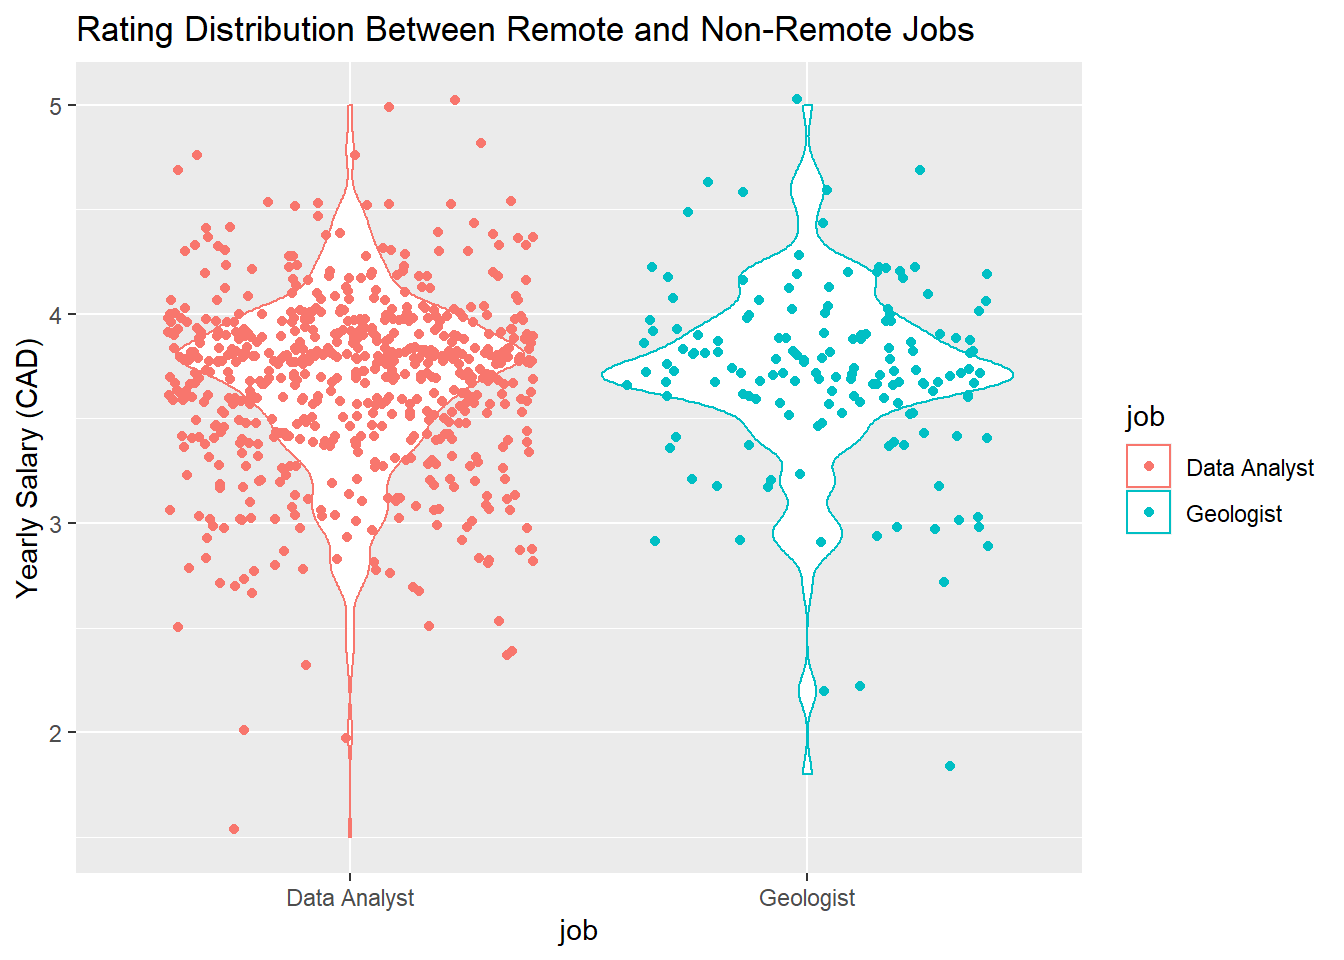 Rating Distribution Between Remote and Non-Remote Jobs
Yearly Salary (CAD)
5
4
3
2
Data Analyst
Geologist
job
job
Data Analyst
Geologist